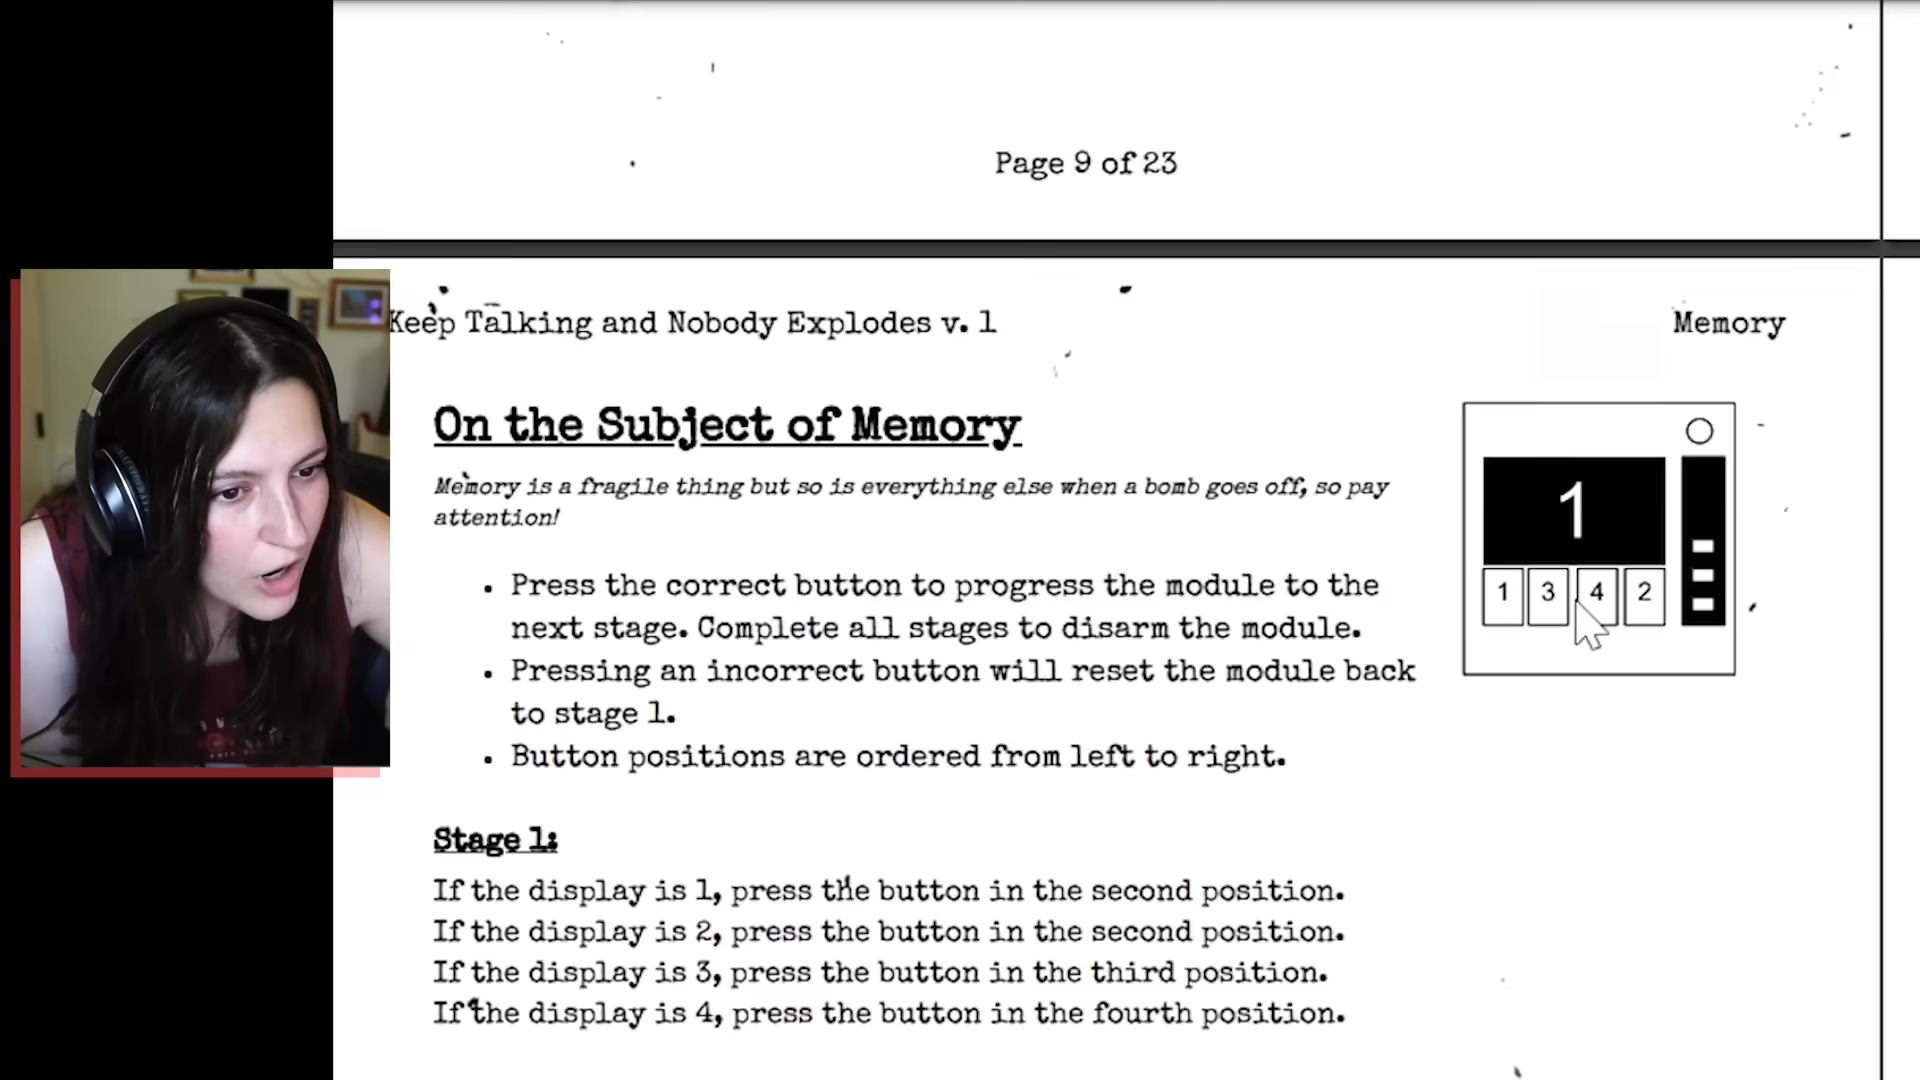 Page 9 of 23
Keep Talking and Nobody Explodes v. 1
Memory
On the Subject of Memory
Memory is a fragile thing but so is everything else when a bomb goes off, so pay
attention!
1
1 3 4 2
• Press the correct button to progress the module to the
next stage. Complete all stages to disarm the module.
• Pressing an incorrect button will reset the module back
to stage 1.
• Button positions are ordered from left to right.
Stage 1:
If the display is 1, press the button in the second position.
If the display is 2, press the button in the second position.
If the display is 3, press the button in the third position.
If the display is 4, press the button in the fourth position.